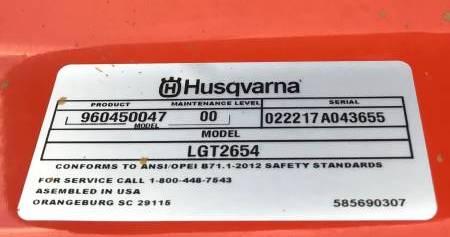 Husqvarna
PRODUCT MAINTENANCE LEVEL SERIAL
960450047 00 022217A043655
MODEL
MODEL
LGT2654
CONFORMS TO ANSI/OPEI B71.1-2012 SAFETY STANDARDS
FOR SERVICE CALL 1-800-448-7543
ASEMBLED IN USA
ORANGEBURG SC 29115 585690307